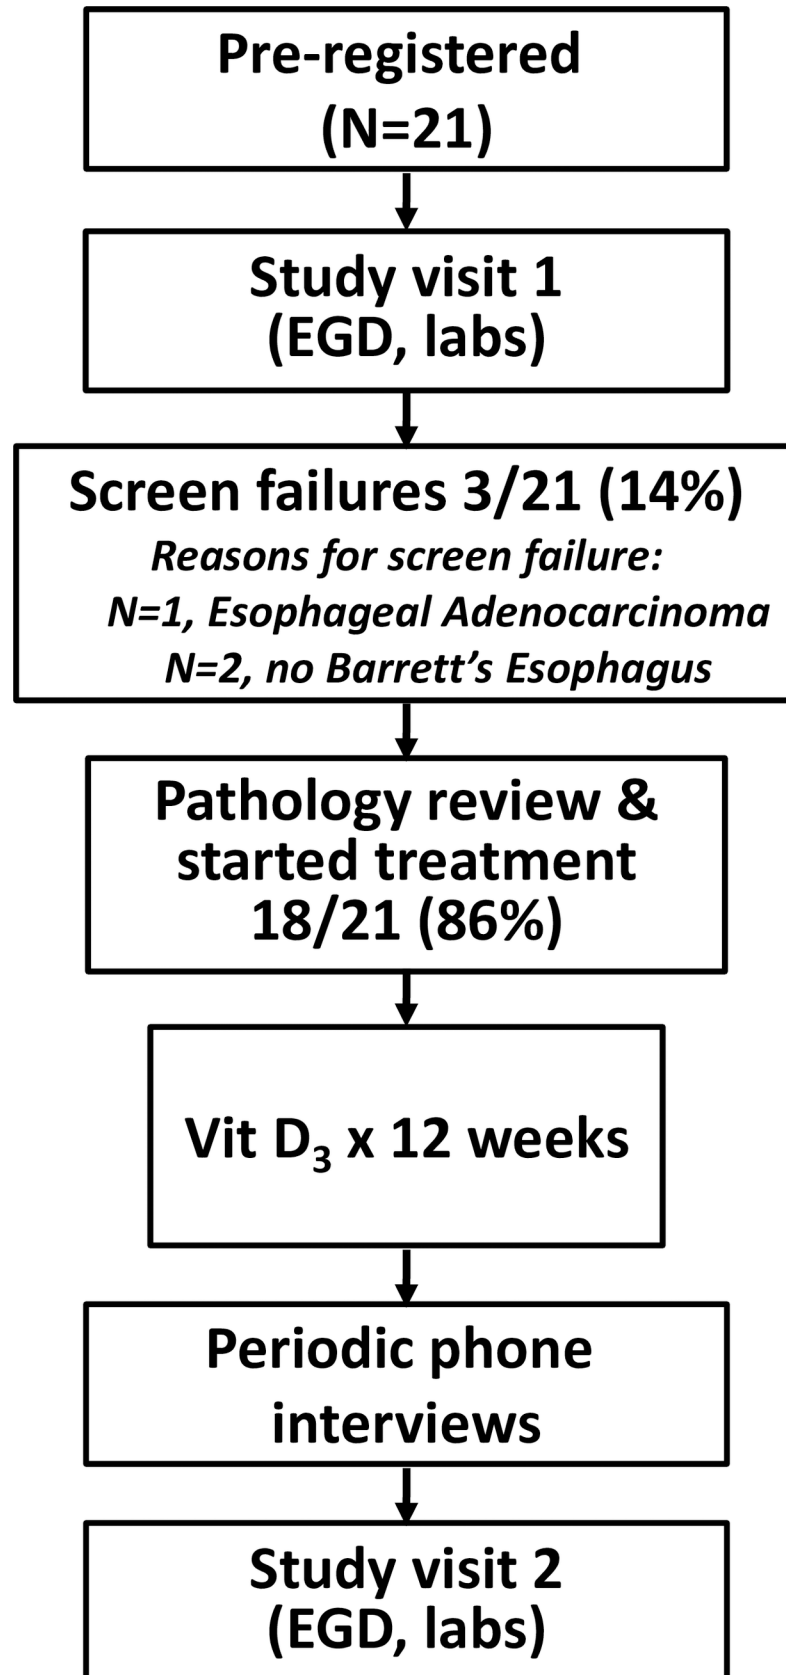 Pre-registered
(N=21)
Study visit 1
(EGD, labs)
Screen failures 3/21 (14%)
Reasons for screen failure:
N=1, Esophageal Adenocarcinoma
N=2, no Barrett’s Esophagus
Pathology review &
started treatment
18/21 (86%)
Vit D₃ x 12 weeks
Periodic phone
interviews
Study visit 2
(EGD, labs)